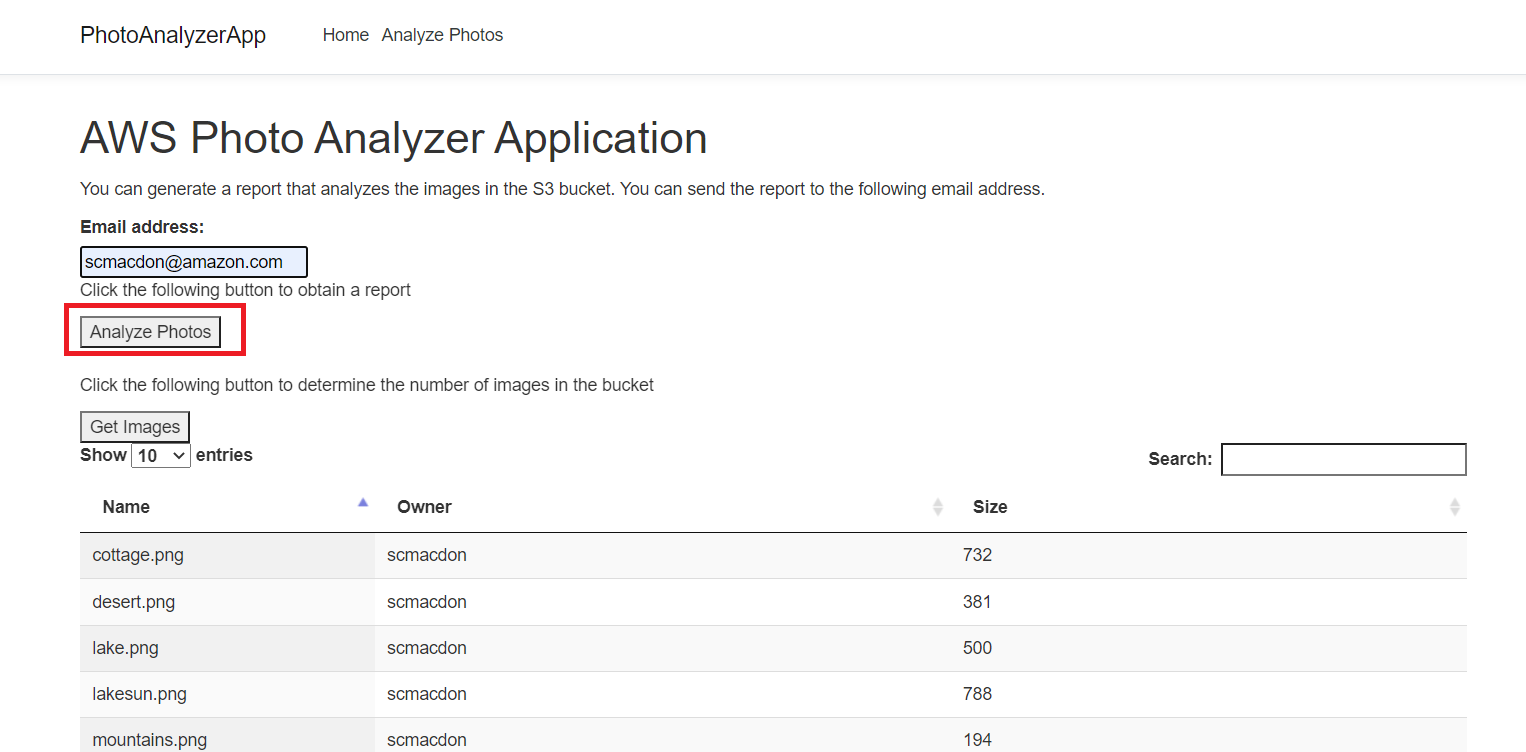 PhotoAnalyzerApp Home Analyze Photos
AWS Photo Analyzer Application
You can generate a report that analyzes the images in the S3 bucket. You can send the report to the following email address.
Email address:
scmacdon@amazon.com
Click the following button to obtain a report
Analyze Photos
Click the following button to determine the number of images in the bucket
Get Images
Show 10 entries Search:
Name Owner Size
cottage.png scmacdon 732
desert.png scmacdon 381
lake.png scmacdon 500
lakesun.png scmacdon 788
mountains.png scmacdon 194